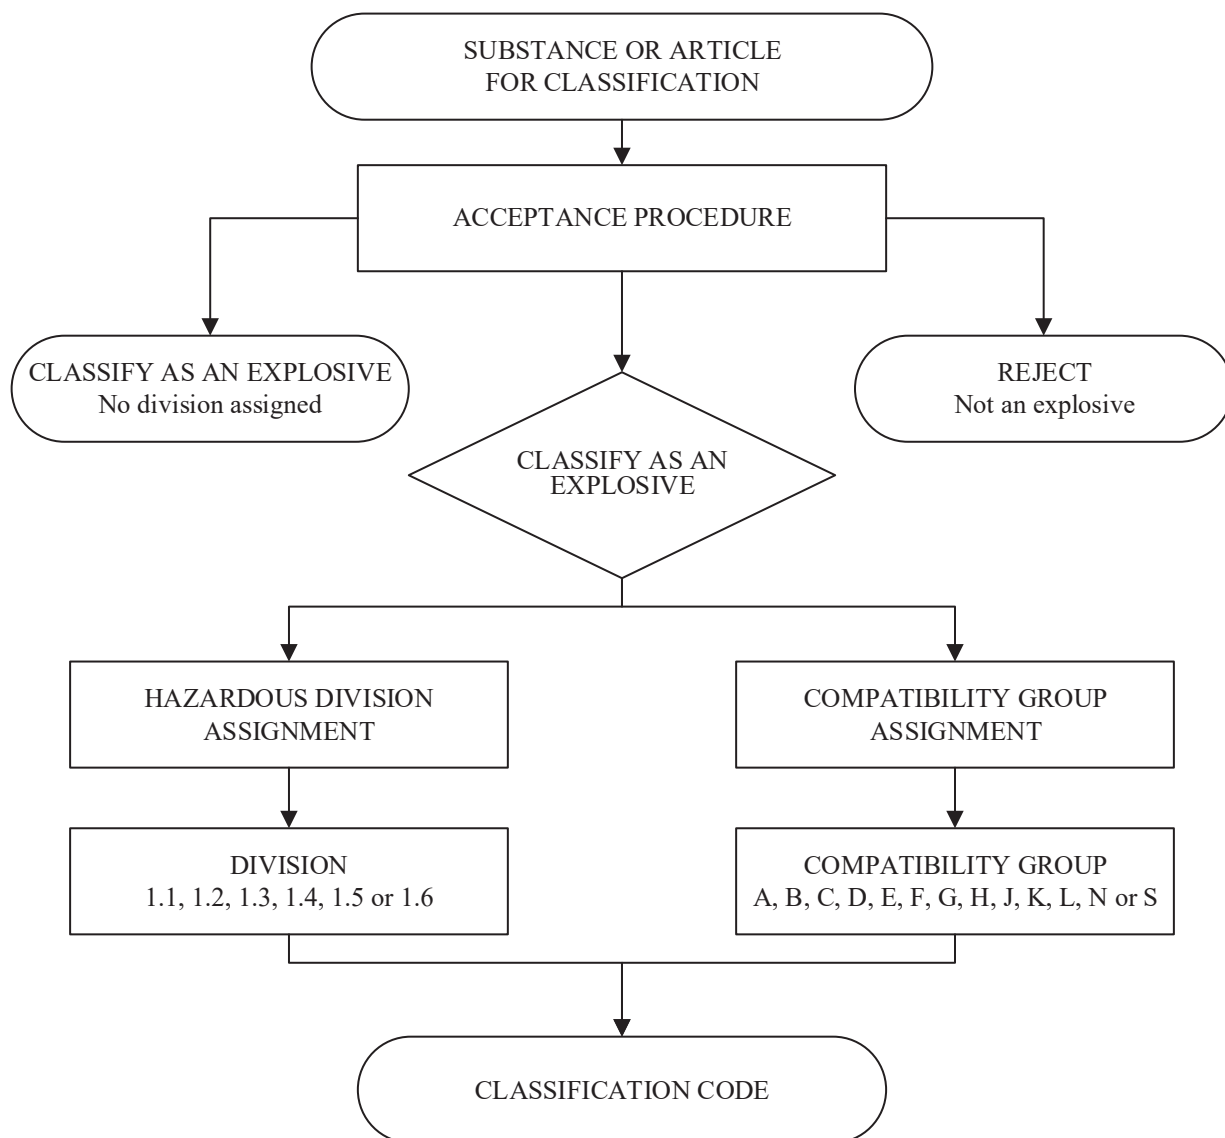 SUBSTANCE OR ARTICLE
FOR CLASSIFICATION
ACCEPTANCE PROCEDURE
CLASSIFY AS AN EXPLOSIVE
No division assigned
REJECT
Not an explosive
CLASSIFY AS AN
EXPLOSIVE
HAZARDOUS DIVISION
ASSIGNMENT
COMPATIBILITY GROUP
ASSIGNMENT
DIVISION
1.1, 1.2, 1.3, 1.4, 1.5 or 1.6
COMPATIBILITY GROUP
A, B, C, D, E, F, G, H, J, K, L, N or S
CLASSIFICATION CODE